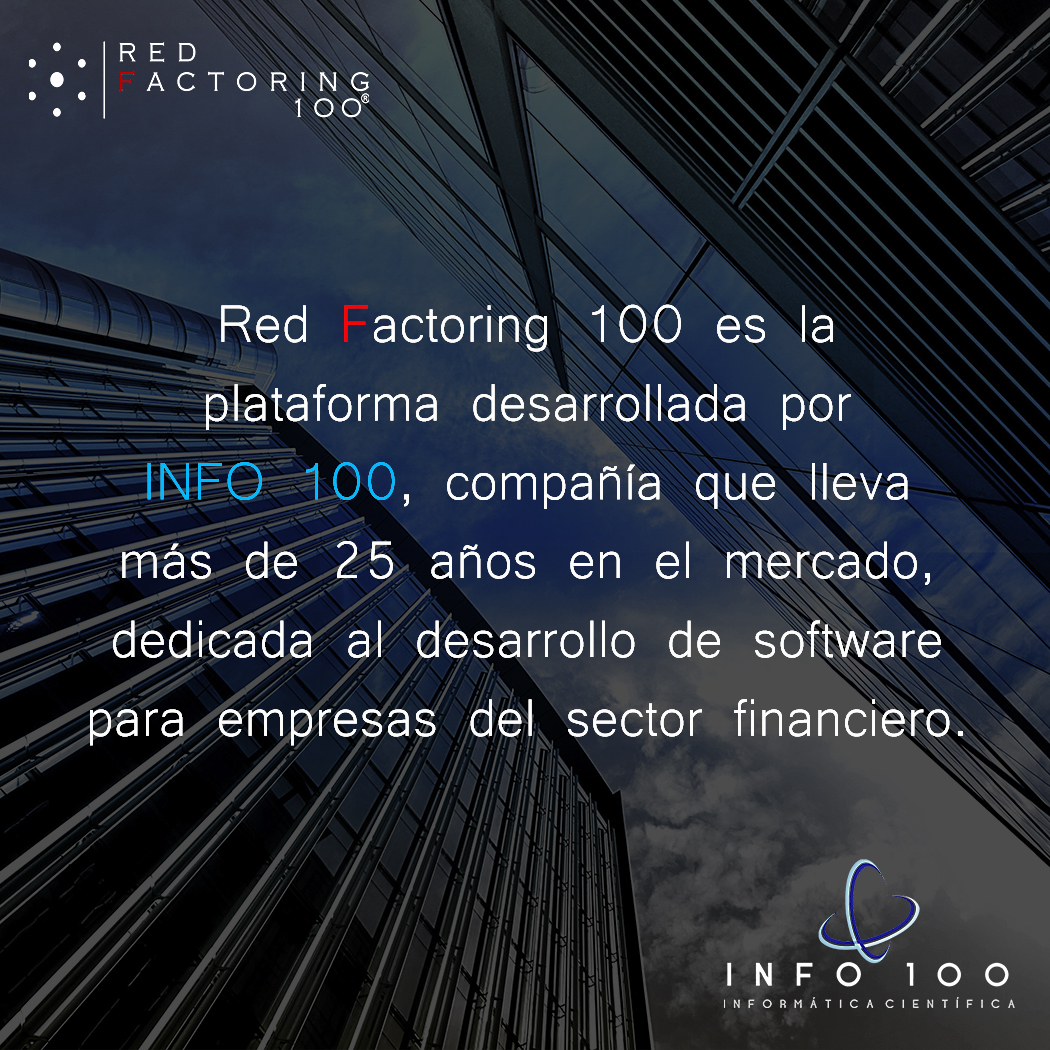 RED
FACTORING
100®
Red Factoring 100 es la
plataforma desarrollada por
INFO 100, compañía que lleva
más de 25 años en el mercado,
dedicada al desarrollo de software
para empresas del sector financiero.
INFO 100
INFORMÁTICA CIENTÍFICA